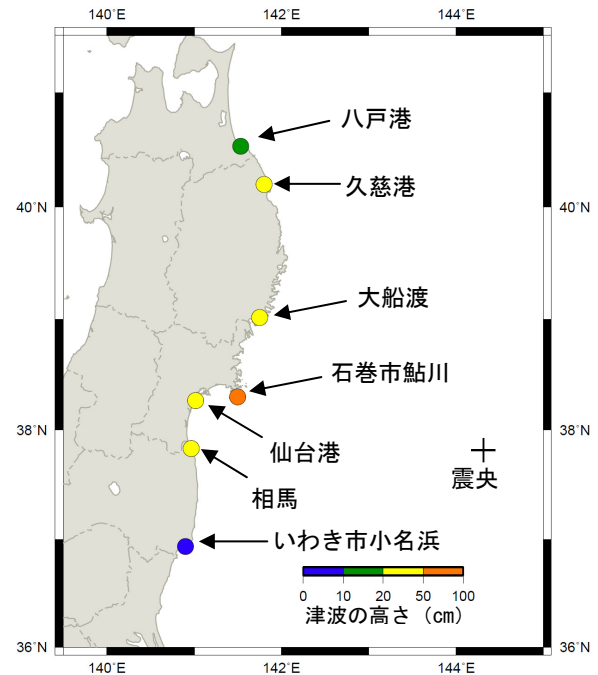 140˚E 142˚E 144˚E
八戸港
久慈港
40˚N 40˚N
大船渡
石巻市鮎川
38˚N 38˚N
仙台港
震央
相馬
いわき市小名浜
0 10 20 50 100
津波の高さ（㎝）
36˚N 36˚N
140˚E 142˚E 144˚E